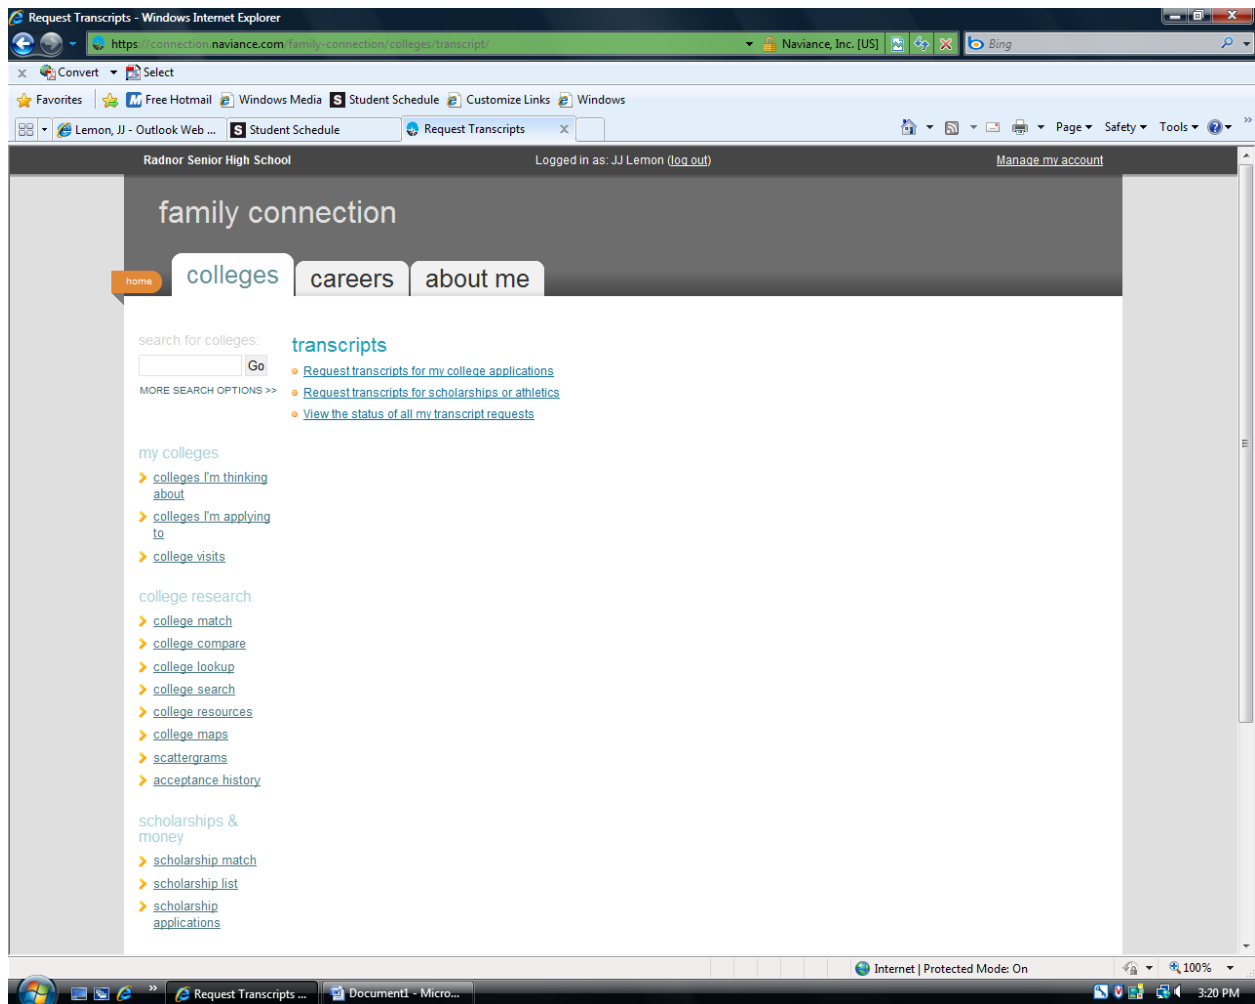 Request Transcripts - Windows Internet Explorer
https://connection.naviance.com/family-connection/colleges/transcript/
Naviance, Inc. [US]
Bing
x Convert Select
Favorites Free Hotmail Windows Media S Student Schedule Customize Links Windows
Lemon, JJ - Outlook Web ... S Student Schedule Request Transcripts x
Page Safety Tools
Radnor Senior High School Logged in as: JJ Lemon (log out) Manage my account
family connection
home colleges careers about me
search for colleges:
Go
MORE SEARCH OPTIONS >>
my colleges
colleges I'm thinking
about
colleges I'm applying
to
college visits
college research
college match
college compare
college lookup
college search
college resources
college maps
scattergrams
acceptance history
scholarships &
money
scholarship match
scholarship list
scholarship
applications
transcripts
Request transcripts for my college applications
Request transcripts for scholarships or athletics
View the status of all my transcript requests
Internet | Protected Mode: On 100%
Request Transcripts ... Document1 - Micro... 3:20 PM